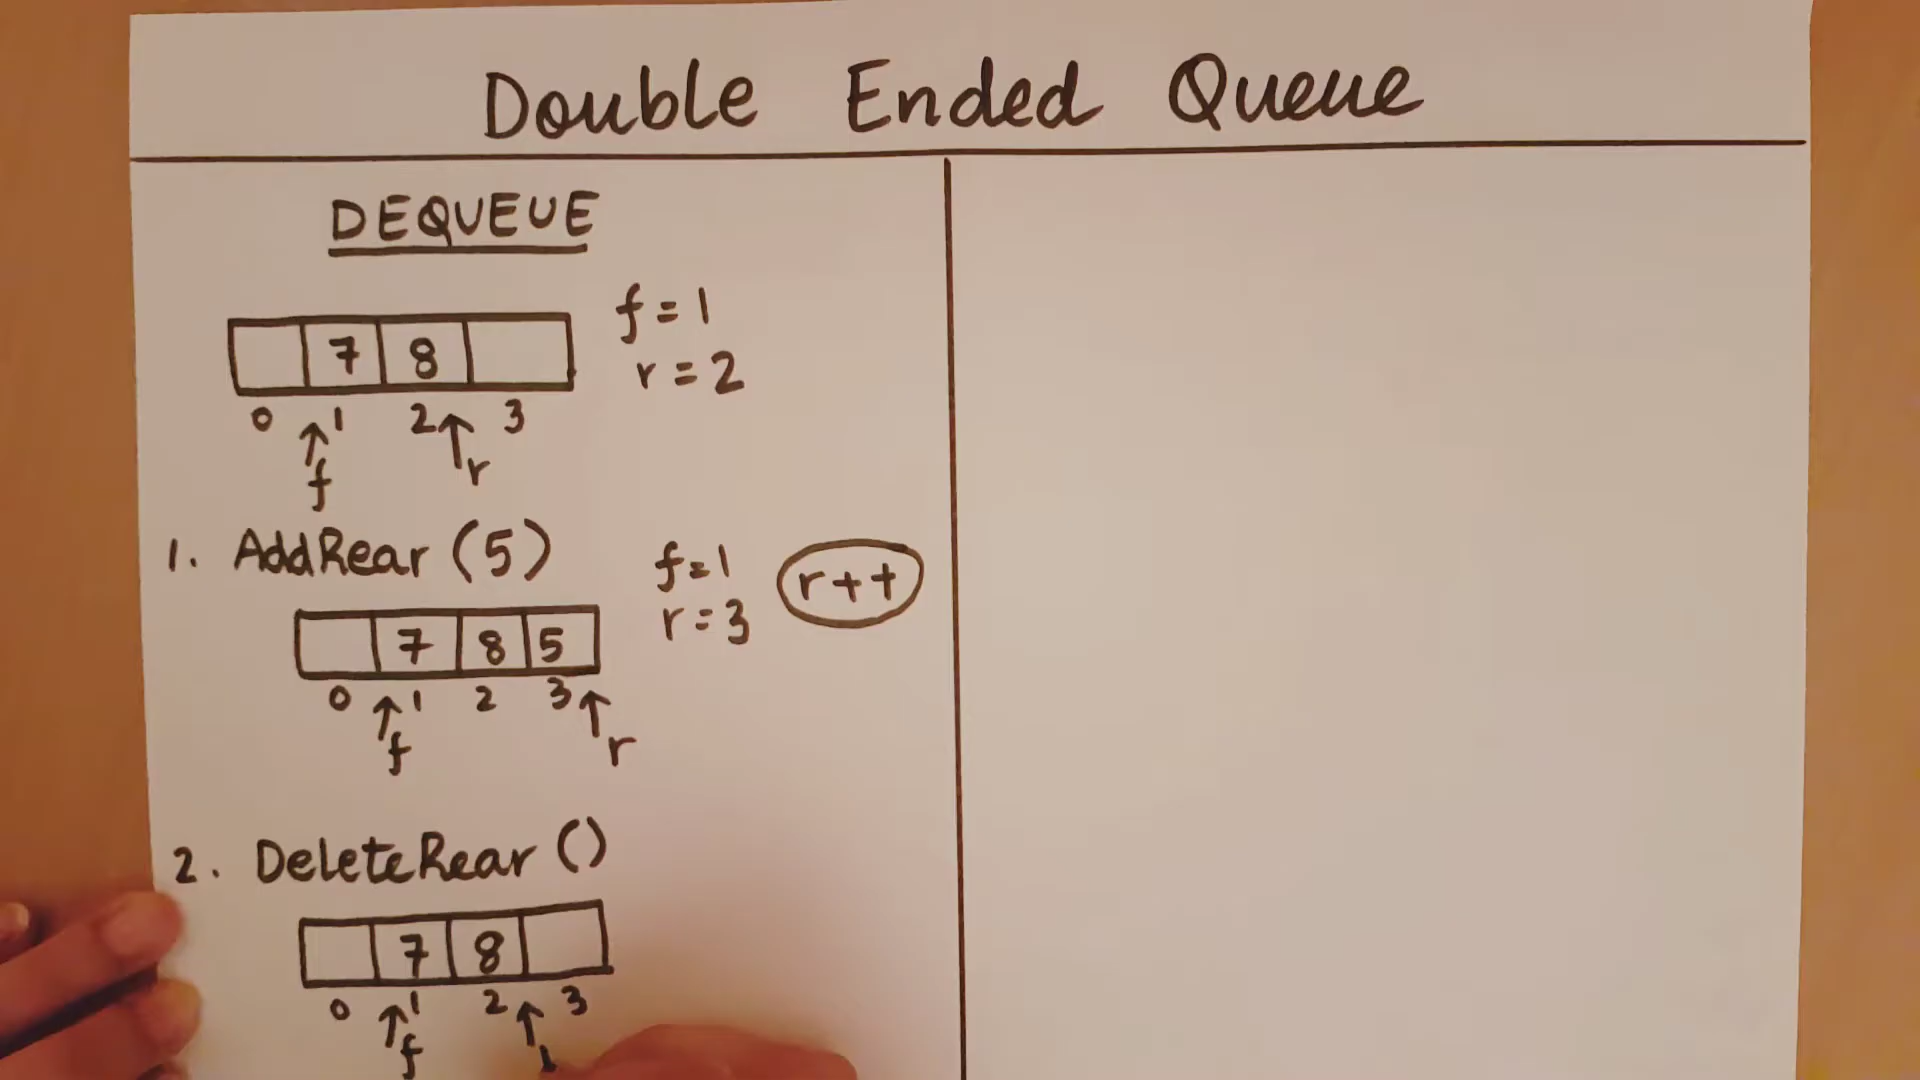 Double Ended Queue
DEQUEUE
f = 1
r = 2
7 8
0 1 2 3
f r
1. AddRear (5)
f = 1
r = 3
r++
7 8 5
0 1 2 3
f r
2. DeleteRear ()
7 8
0 1 2 3
f